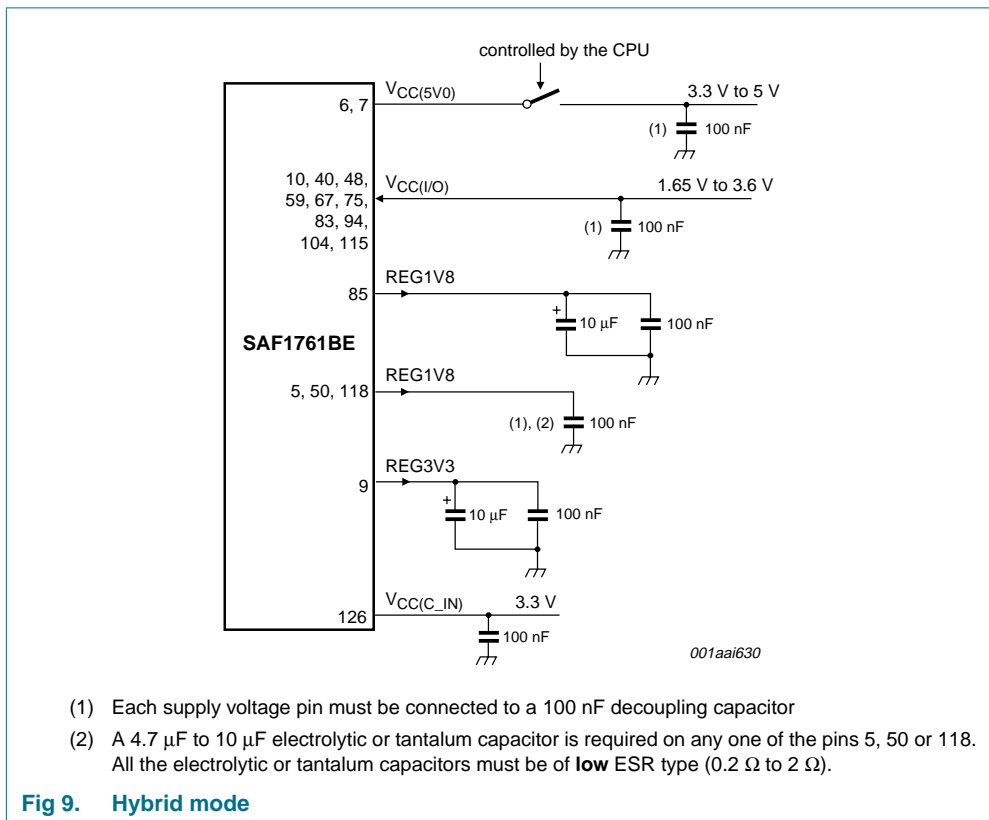 controlled by the CPU
6, 7
VCC(5V0)
3.3 V to 5 V
(1)
100 nF
10, 40, 48,
59, 67, 75,
83, 94,
104, 115
VCC(I/O)
1.65 V to 3.6 V
(1)
100 nF
85
REG1V8
+
10 μF
100 nF
SAF1761BE
5, 50, 118
REG1V8
(1), (2)
100 nF
9
REG3V3
+
10 μF
100 nF
126
VCC(C_IN)
3.3 V
100 nF
001aai630
(1) Each supply voltage pin must be connected to a 100 nF decoupling capacitor
(2) A 4.7 μF to 10 μF electrolytic or tantalum capacitor is required on any one of the pins 5, 50 or 118.
All the electrolytic or tantalum capacitors must be of low ESR type (0.2 Ω to 2 Ω).
Fig 9. Hybrid mode